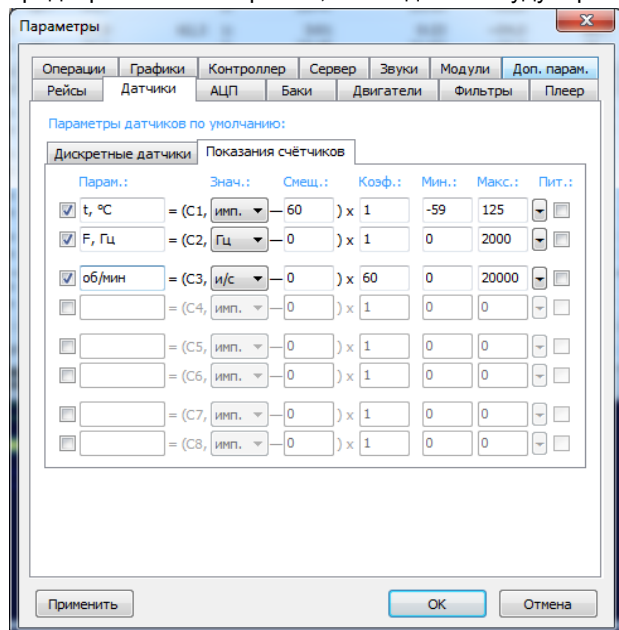 Параметры
Операции Графики Контроллер Сервер Звуки Модули Доп. парам.
Рейсы Датчики АЦП Баки Двигатели Фильтры Плеер
Параметры датчиков по умолчанию:
Дискретные датчики Показания счётчиков
Парам.: Знач.: Смещ.: Коэф.: Мин.: Макс.: Пит.:
t, ºC = (C1, имп. — 60 ) x 1 -59 125
F, Гц = (C2, Гц — 0 ) x 1 0 2000
об/мин = (C3, и/с — 0 ) x 60 0 20000
= (C4, имп. — 0 ) x 1 0 0
= (C5, имп. — 0 ) x 1 0 0
= (C6, имп. — 0 ) x 1 0 0
= (C7, имп. — 0 ) x 1 0 0
= (C8, имп. — 0 ) x 1 0 0
Применить ОК Отмена